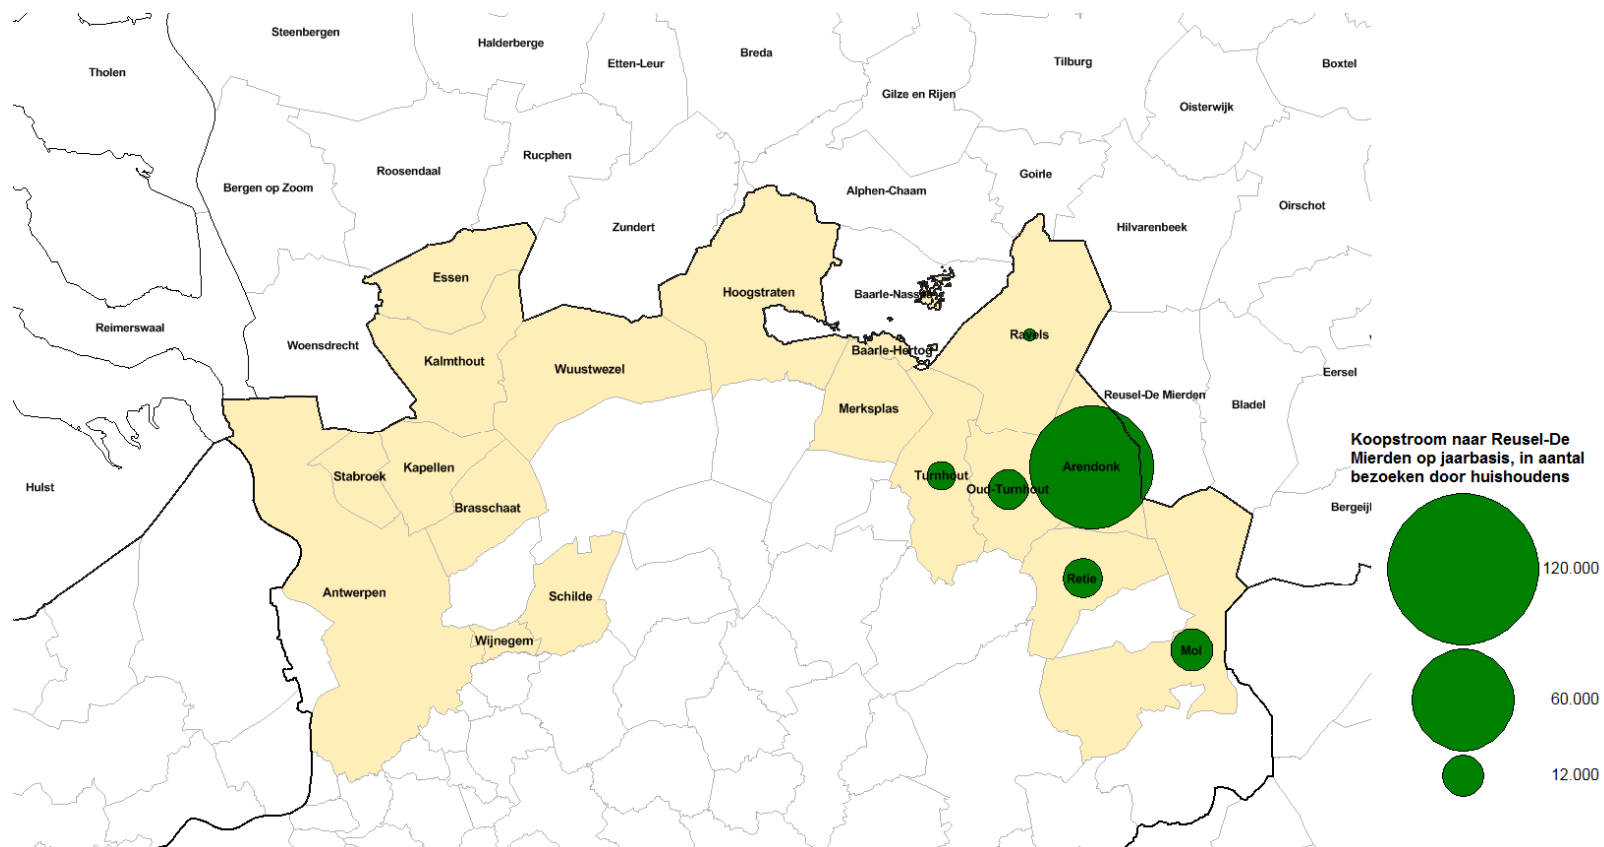 Steenbergen
Halderberge
Breda
Etten-Leur
Tilburg
Boxtel
Tholen
Gilze en Rijen
Oisterwijk
Rucphen
Roosendaal
Goirle
Bergen op Zoom
Alphen-Chaam
Oirschot
Zundert
Hilvarenbeek
Essen
Hoogstraten
Baarle-Nass
Reimerswaal
Ravels
Woensdrecht
Baarle-Hertog
Kalmthout
Wuustwezel
Eersel
Reusel-De Mierden
Bladel
Merksplas
Koopstroom naar Reusel-De
Mierden op jaarbasis, in aantal
bezoeken door huishoudens
Kapellen
Arendonk
Stabroek
Turnhout
Hulst
Oud-Turnhout
Brasschaat
Bergeijl
120.000
Retie
Antwerpen
Schilde
Wijnegem
Mol
60.000
12.000